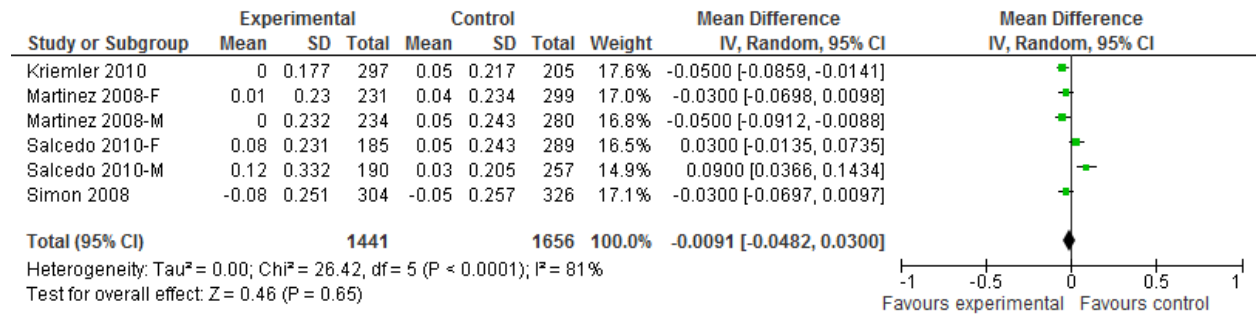 Experimental Control Mean Difference Mean Difference
Study or Subgroup Mean SD Total Mean SD Total Weight IV, Random, 95% CI IV, Random, 95% CI
Kriemler 2010 0 0.177 297 0.05 0.217 205 17.6% -0.0500 [-0.0859, -0.0141]
Martinez 2008-F 0.01 0.23 231 0.04 0.234 299 17.0% -0.0300 [-0.0698, 0.0098]
Martinez 2008-M 0 0.232 234 0.05 0.243 280 16.8% -0.0500 [-0.0912, -0.0088]
Salcedo 2010-F 0.08 0.231 185 0.05 0.243 289 16.5% 0.0300 [-0.0135, 0.0735]
Salcedo 2010-M 0.12 0.332 190 0.03 0.205 257 14.9% 0.0900 [0.0366, 0.1434]
Simon 2008 -0.08 0.251 304 -0.05 0.257 326 17.1% -0.0300 [-0.0697, 0.0097]
Total (95% CI) 1441 1656 100.0% -0.0091 [-0.0482, 0.0300]
Heterogeneity: Tau² = 0.00; Chi² = 26.42, df = 5 (P < 0.0001); I² = 81%
Test for overall effect: Z = 0.46 (P = 0.65)
-1 -0.5 0 0.5 1
Favours experimental Favours control